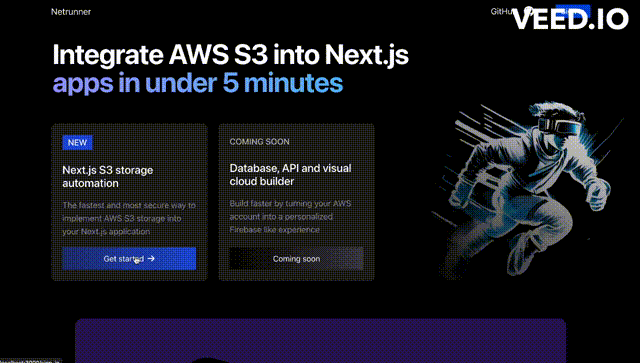 Netrunner
GitHu
VEED.IO
Integrate AWS S3 into Next.js
apps in under 5 minutes
NEW
Next.js S3 storage
automation
The fastest and most secure way to
implement AWS S3 storage into
your Next.js application
Get started →
COMING SOON
Database, API and visual
cloud builder
Build faster by turning your AWS
account into a personalized
Firebase like experience
Coming soon